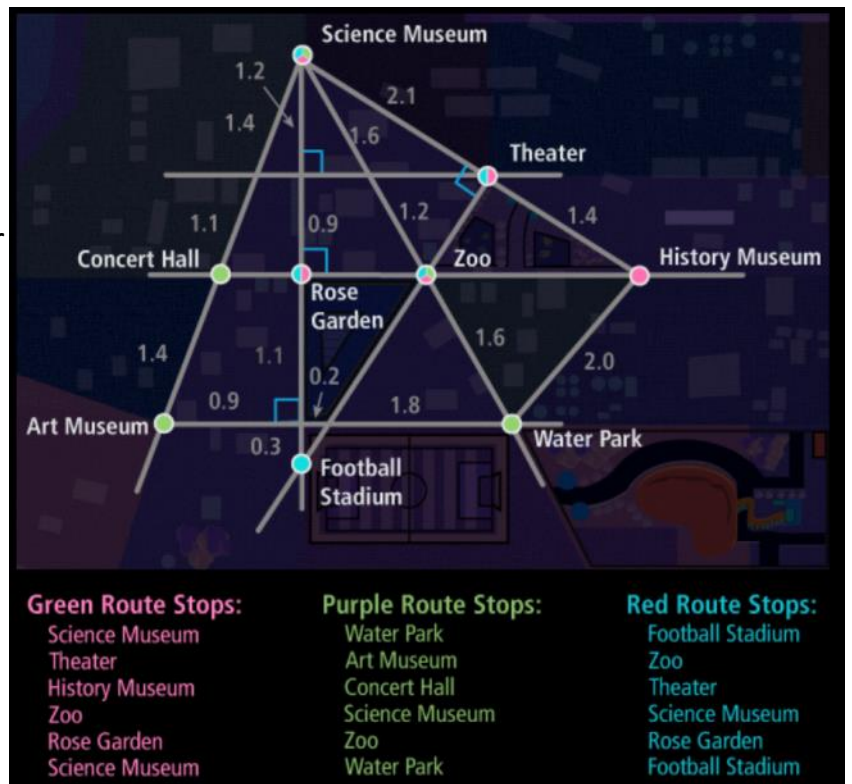 Science Museum
1.2
2.1
1.4
1.6
Theater
1.1
0.9
1.2
1.4
Concert Hall
Zoo
History Museum
Rose
Garden
1.4
1.1
1.6
2.0
0.2
0.9
1.8
Art Museum
Water Park
0.3
Football
Stadium
Green Route Stops:
Science Museum
Theater
History Museum
Zoo
Rose Garden
Science Museum
Purple Route Stops:
Water Park
Art Museum
Concert Hall
Science Museum
Zoo
Water Park
Red Route Stops:
Football Stadium
Zoo
Theater
Science Museum
Rose Garden
Football Stadium